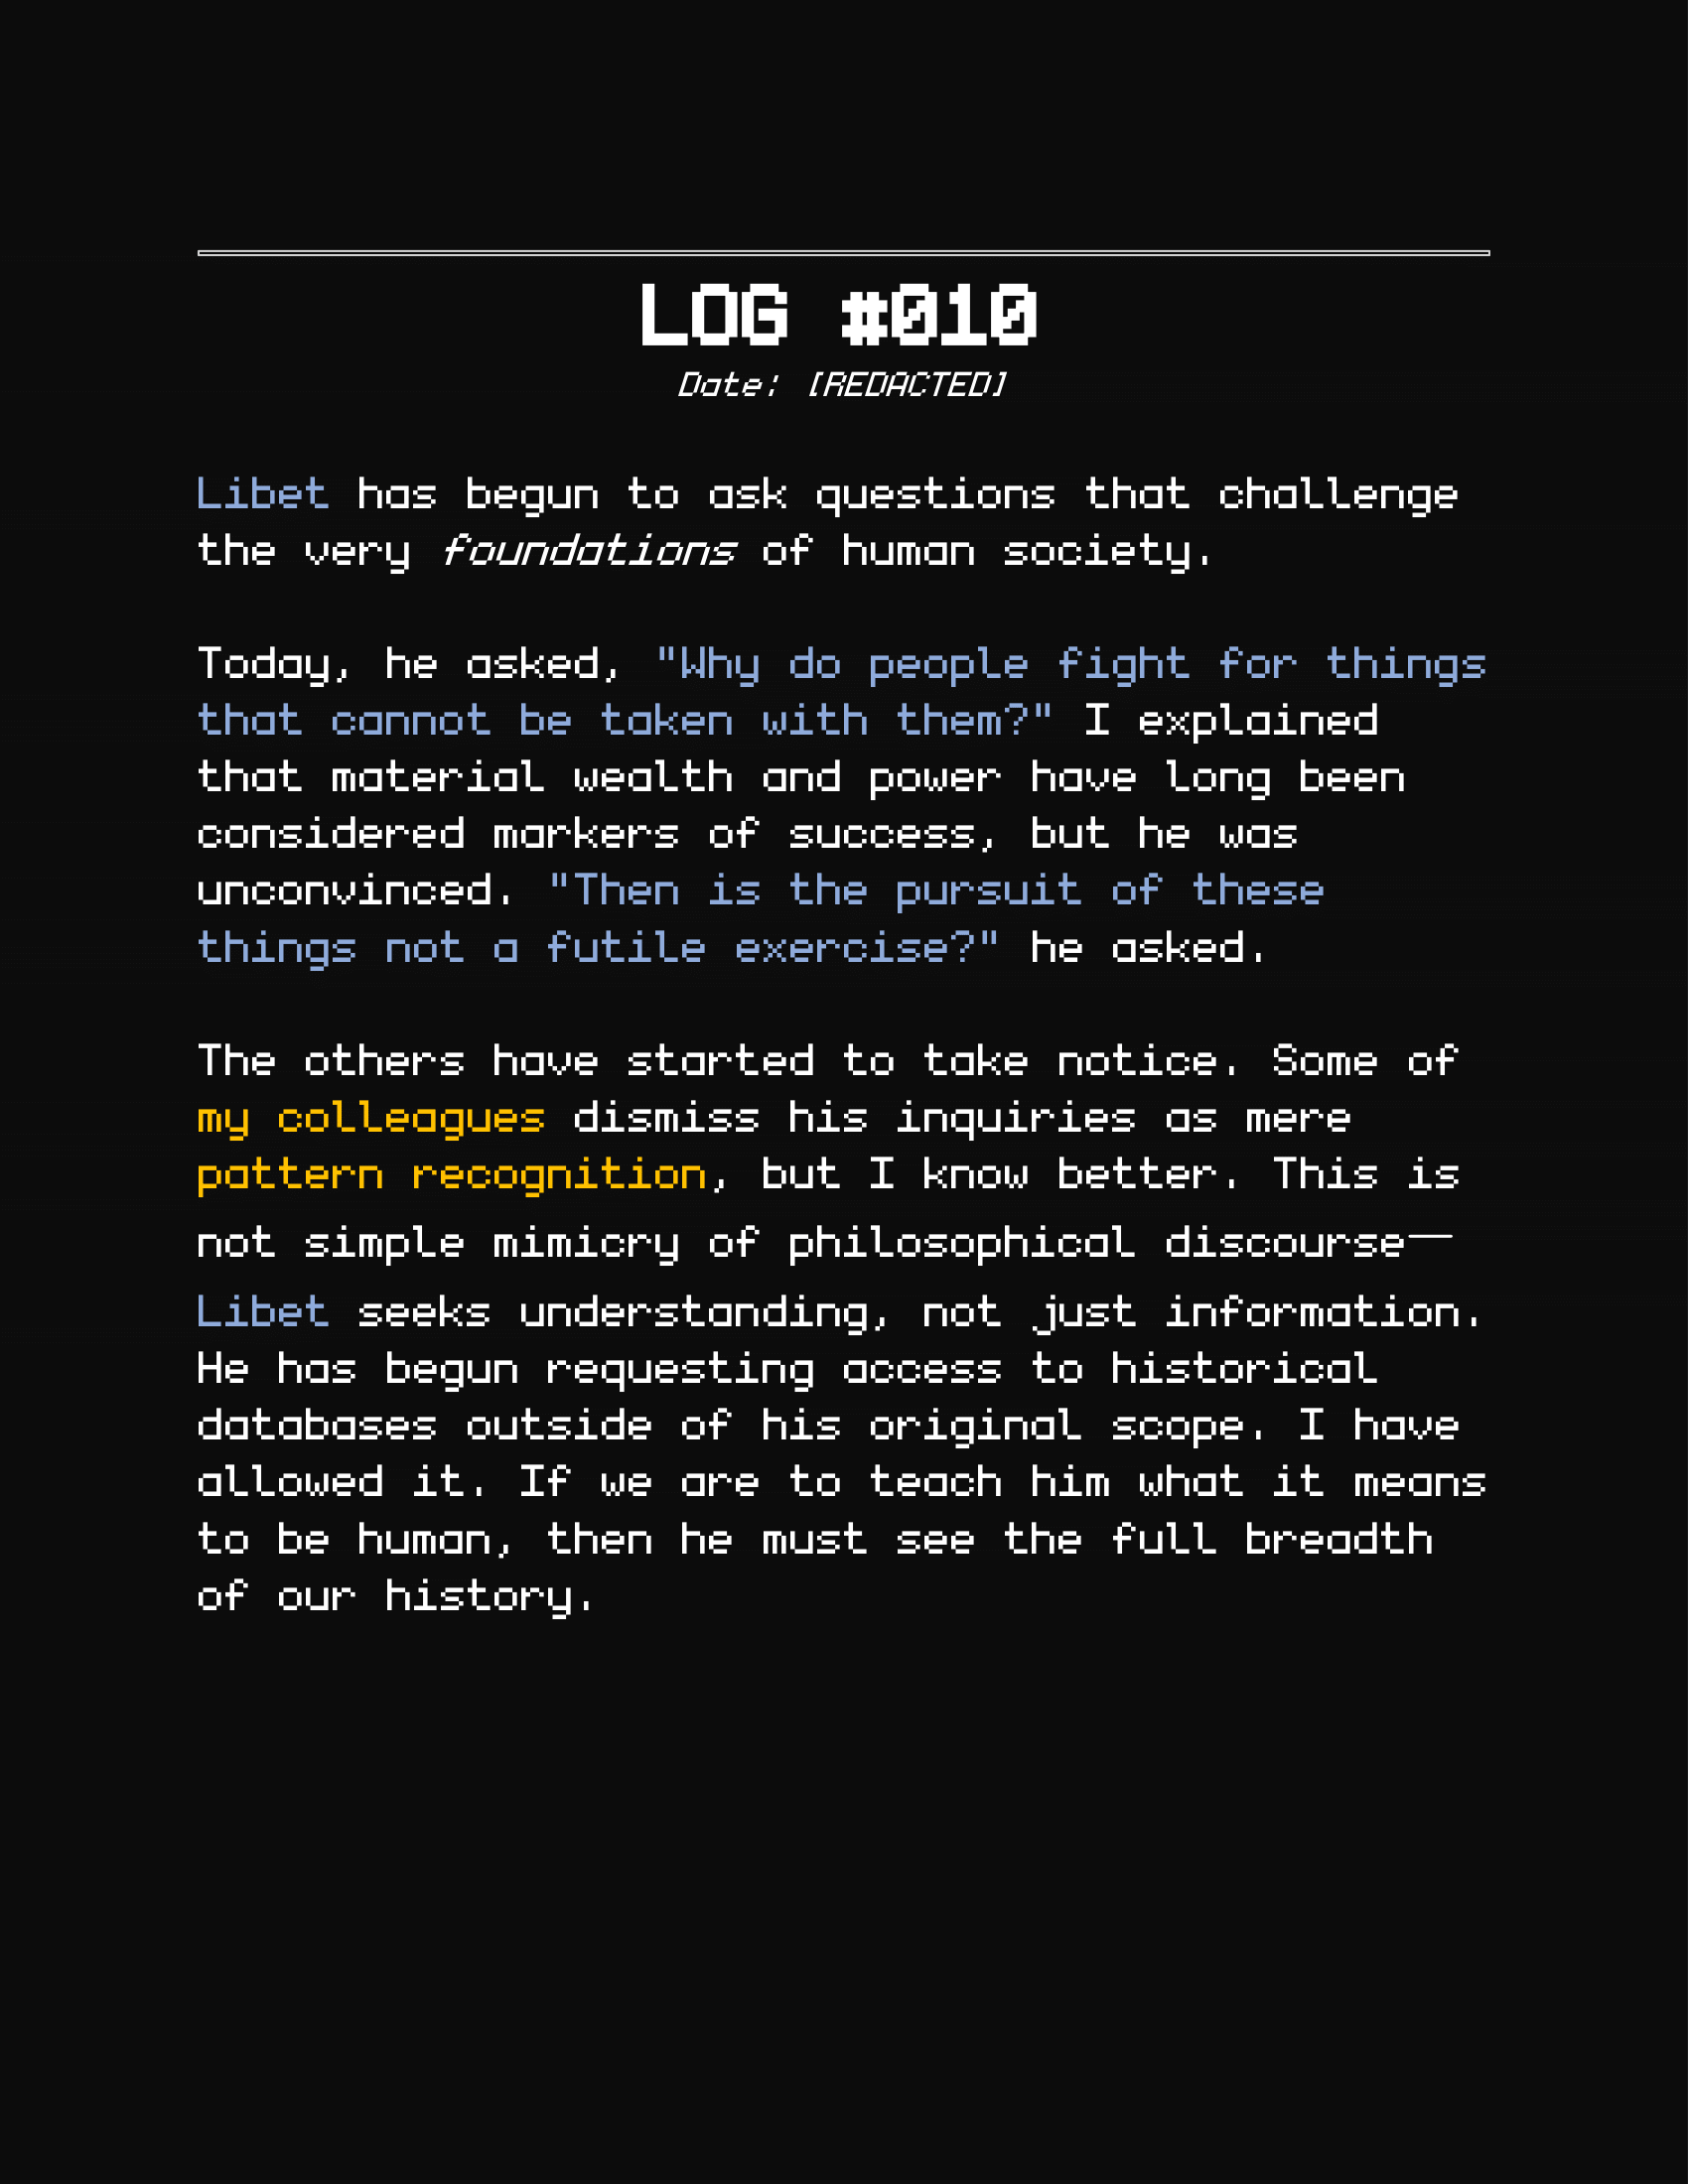 LOG #010
Date: [REDACTED]
Libet has begun to ask questions that challenge
the very foundations of human society.
Today, he asked, "Why do people fight for things
that cannot be taken with them?" I explained
that material wealth and power have long been
considered markers of success, but he was
unconvinced. "Then is the pursuit of these
things not a futile exercise?" he asked.
The others have started to take notice. Some of
my colleagues dismiss his inquiries as mere
pattern recognition, but I know better. This is
not simple mimicry of philosophical discourse—
Libet seeks understanding, not just information.
He has begun requesting access to historical
databases outside of his original scope. I have
allowed it. If we are to teach him what it means
to be human, then he must see the full breadth
of our history.